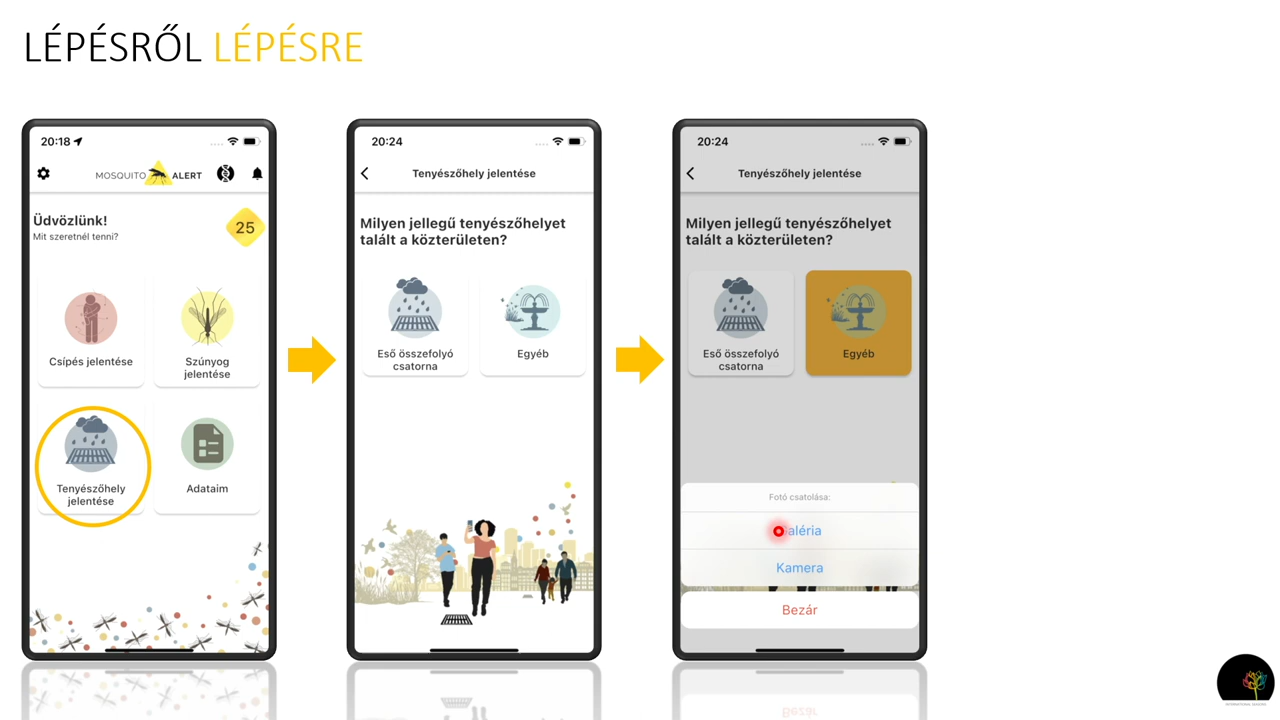 LÉPÉSRŐL LÉPÉSRE
20:18
MOSQUITO ALERT
Üdvözlünk!
Mit szeretnél tenni?
25
Csípés jelentése
Szúnyog
jelentése
Tenyészőhely
jelentése
Adataim
20:24
Tenyészőhely jelentése
Milyen jellegű tenyészőhelyet
talált a közterületen?
Eső összefolyó
csatorna
Egyéb
20:24
Tenyészőhely jelentése
Milyen jellegű tenyészőhelyet
talált a közterületen?
Eső összefolyó
csatorna
Egyéb
Fotó csatolása:
Galéria
Kamera
Bezár